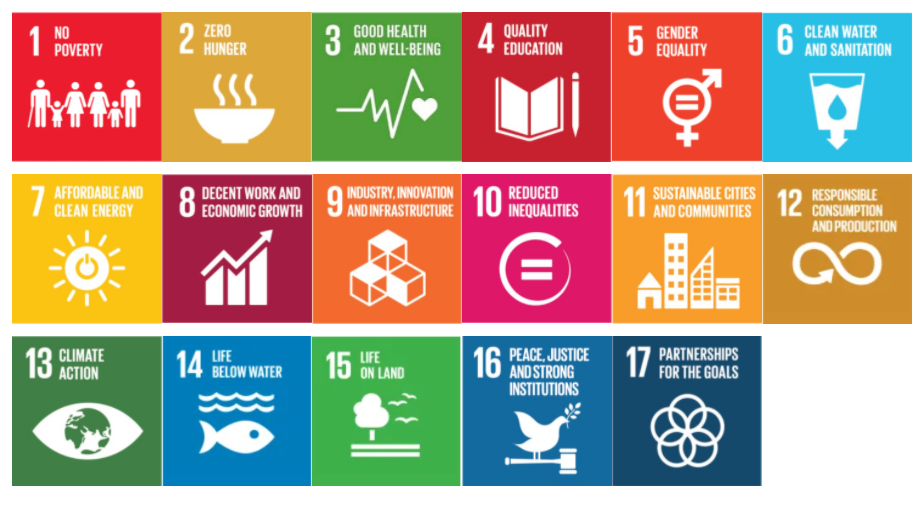 1 NO
POVERTY
2 ZERO
HUNGER
3 GOOD HEALTH
AND WELL-BEING
4 QUALITY
EDUCATION
5 GENDER
EQUALITY
6 CLEAN WATER
AND SANITATION
7 AFFORDABLE AND
CLEAN ENERGY
8 DECENT WORK AND
ECONOMIC GROWTH
9 INDUSTRY, INNOVATION
AND INFRASTRUCTURE
10 REDUCED
INEQUALITIES
11 SUSTAINABLE CITIES
AND COMMUNITIES
12 RESPONSIBLE
CONSUMPTION
AND PRODUCTION
13 CLIMATE
ACTION
14 LIFE
BELOW WATER
15 LIFE
ON LAND
16 PEACE, JUSTICE
AND STRONG
INSTITUTIONS
17 PARTNERSHIPS
FOR THE GOALS